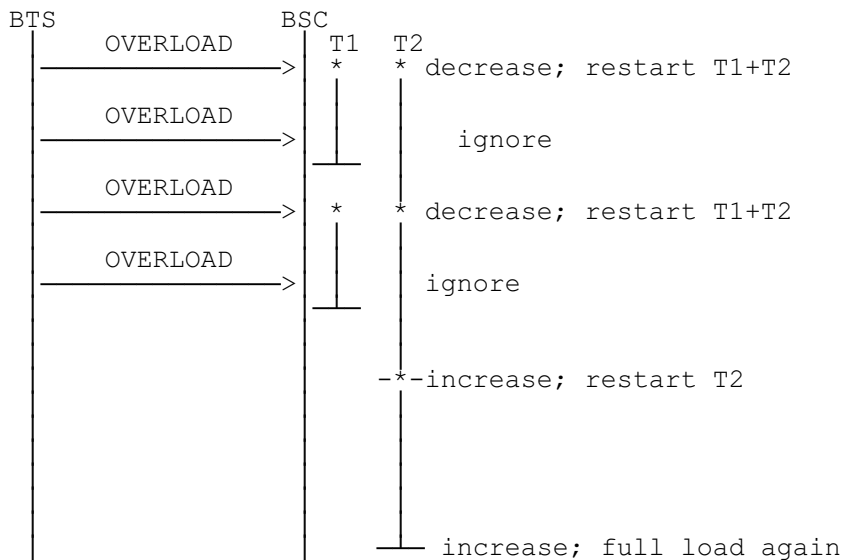 BTS BSC
OVERLOAD T1 T2
* * decrease; restart T1+T2
OVERLOAD
ignore
OVERLOAD
* * decrease; restart T1+T2
OVERLOAD
ignore
-*-increase; restart T2
increase; full load again